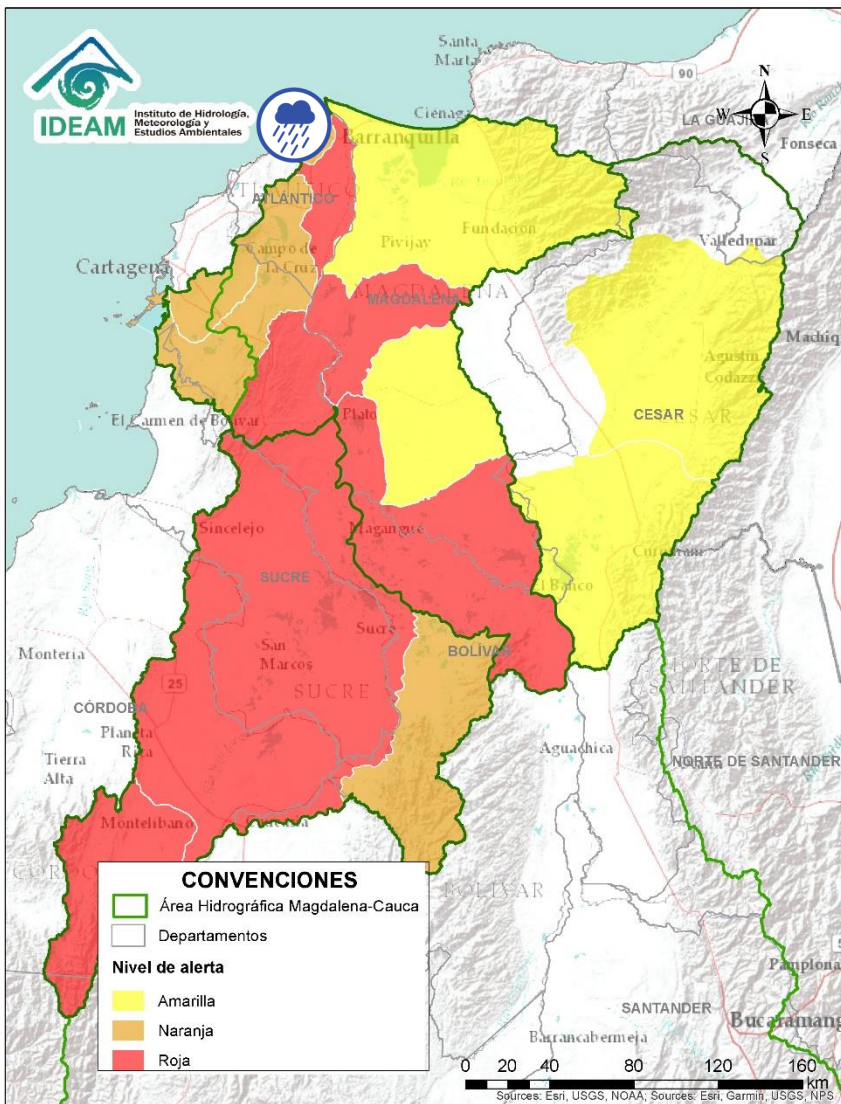 IDEAM
Instituto de Hidrología,
Meteorología y
Estudios Ambientales
Santa
Marta
90
N
W
E
S
Ciénaga
LA GUAJIRA
Barranquilla
Fonseca
ATLÁNTICO
Pivijay
Fundación
Valledupar
Campo de
la Cruz
Cartagena
MAGDALENA
MAGDALENA
Machiq
Agustín
Codazzi
El Carmen de Bolívar
Plato
CESAR
CESAR
Sincelejo
Magangué
Curumaní
SUCRE
El Banco
Sucre
Montería
San
Marcos
BOLÍVAR
NORTE DE
SANTANDER
25
SUCRE
CÓRDOBA
Planeta
Rica
Tierra
Alta
Aguachica
NORTE DE SANTANDER
Montelíbano
Caucasia
BOLÍVAR
CONVENCIONES
Área Hidrográfica Magdalena-Cauca
Departamentos
Nivel de alerta
Amarilla
Naranja
Roja
Pamplona
SANTANDER
Bucaramang
Barrancabermeja
0 20 40 80 120 160
km
Sources: Esri, USGS, NOAA; Sources: Esri, Garmin, USGS, NPS